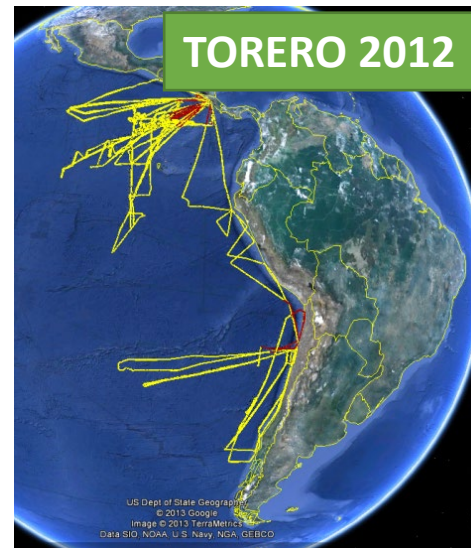 TORERO 2012
US Dept of State Geographer
© 2013 Google
Image © 2013 TerraMetrics
Data SIO, NOAA, U.S. Navy, NGA, GEBCO